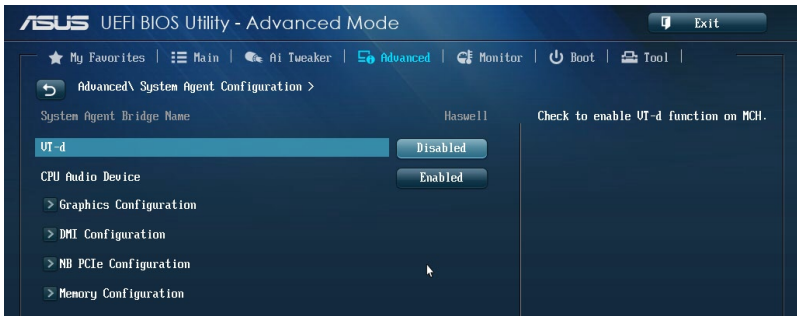 ASUS UEFI BIOS Utility - Advanced Mode Exit
My Favorites | Main | Ai Tweaker | Advanced | Monitor | Boot | Tool |
Advanced\ System Agent Configuration >
System Agent Bridge Name Haswell Check to enable VT-d function on MCH.
VT-d Disabled
CPU Audio Device Enabled
> Graphics Configuration
> DMI Configuration
> NB PCIe Configuration
> Memory Configuration